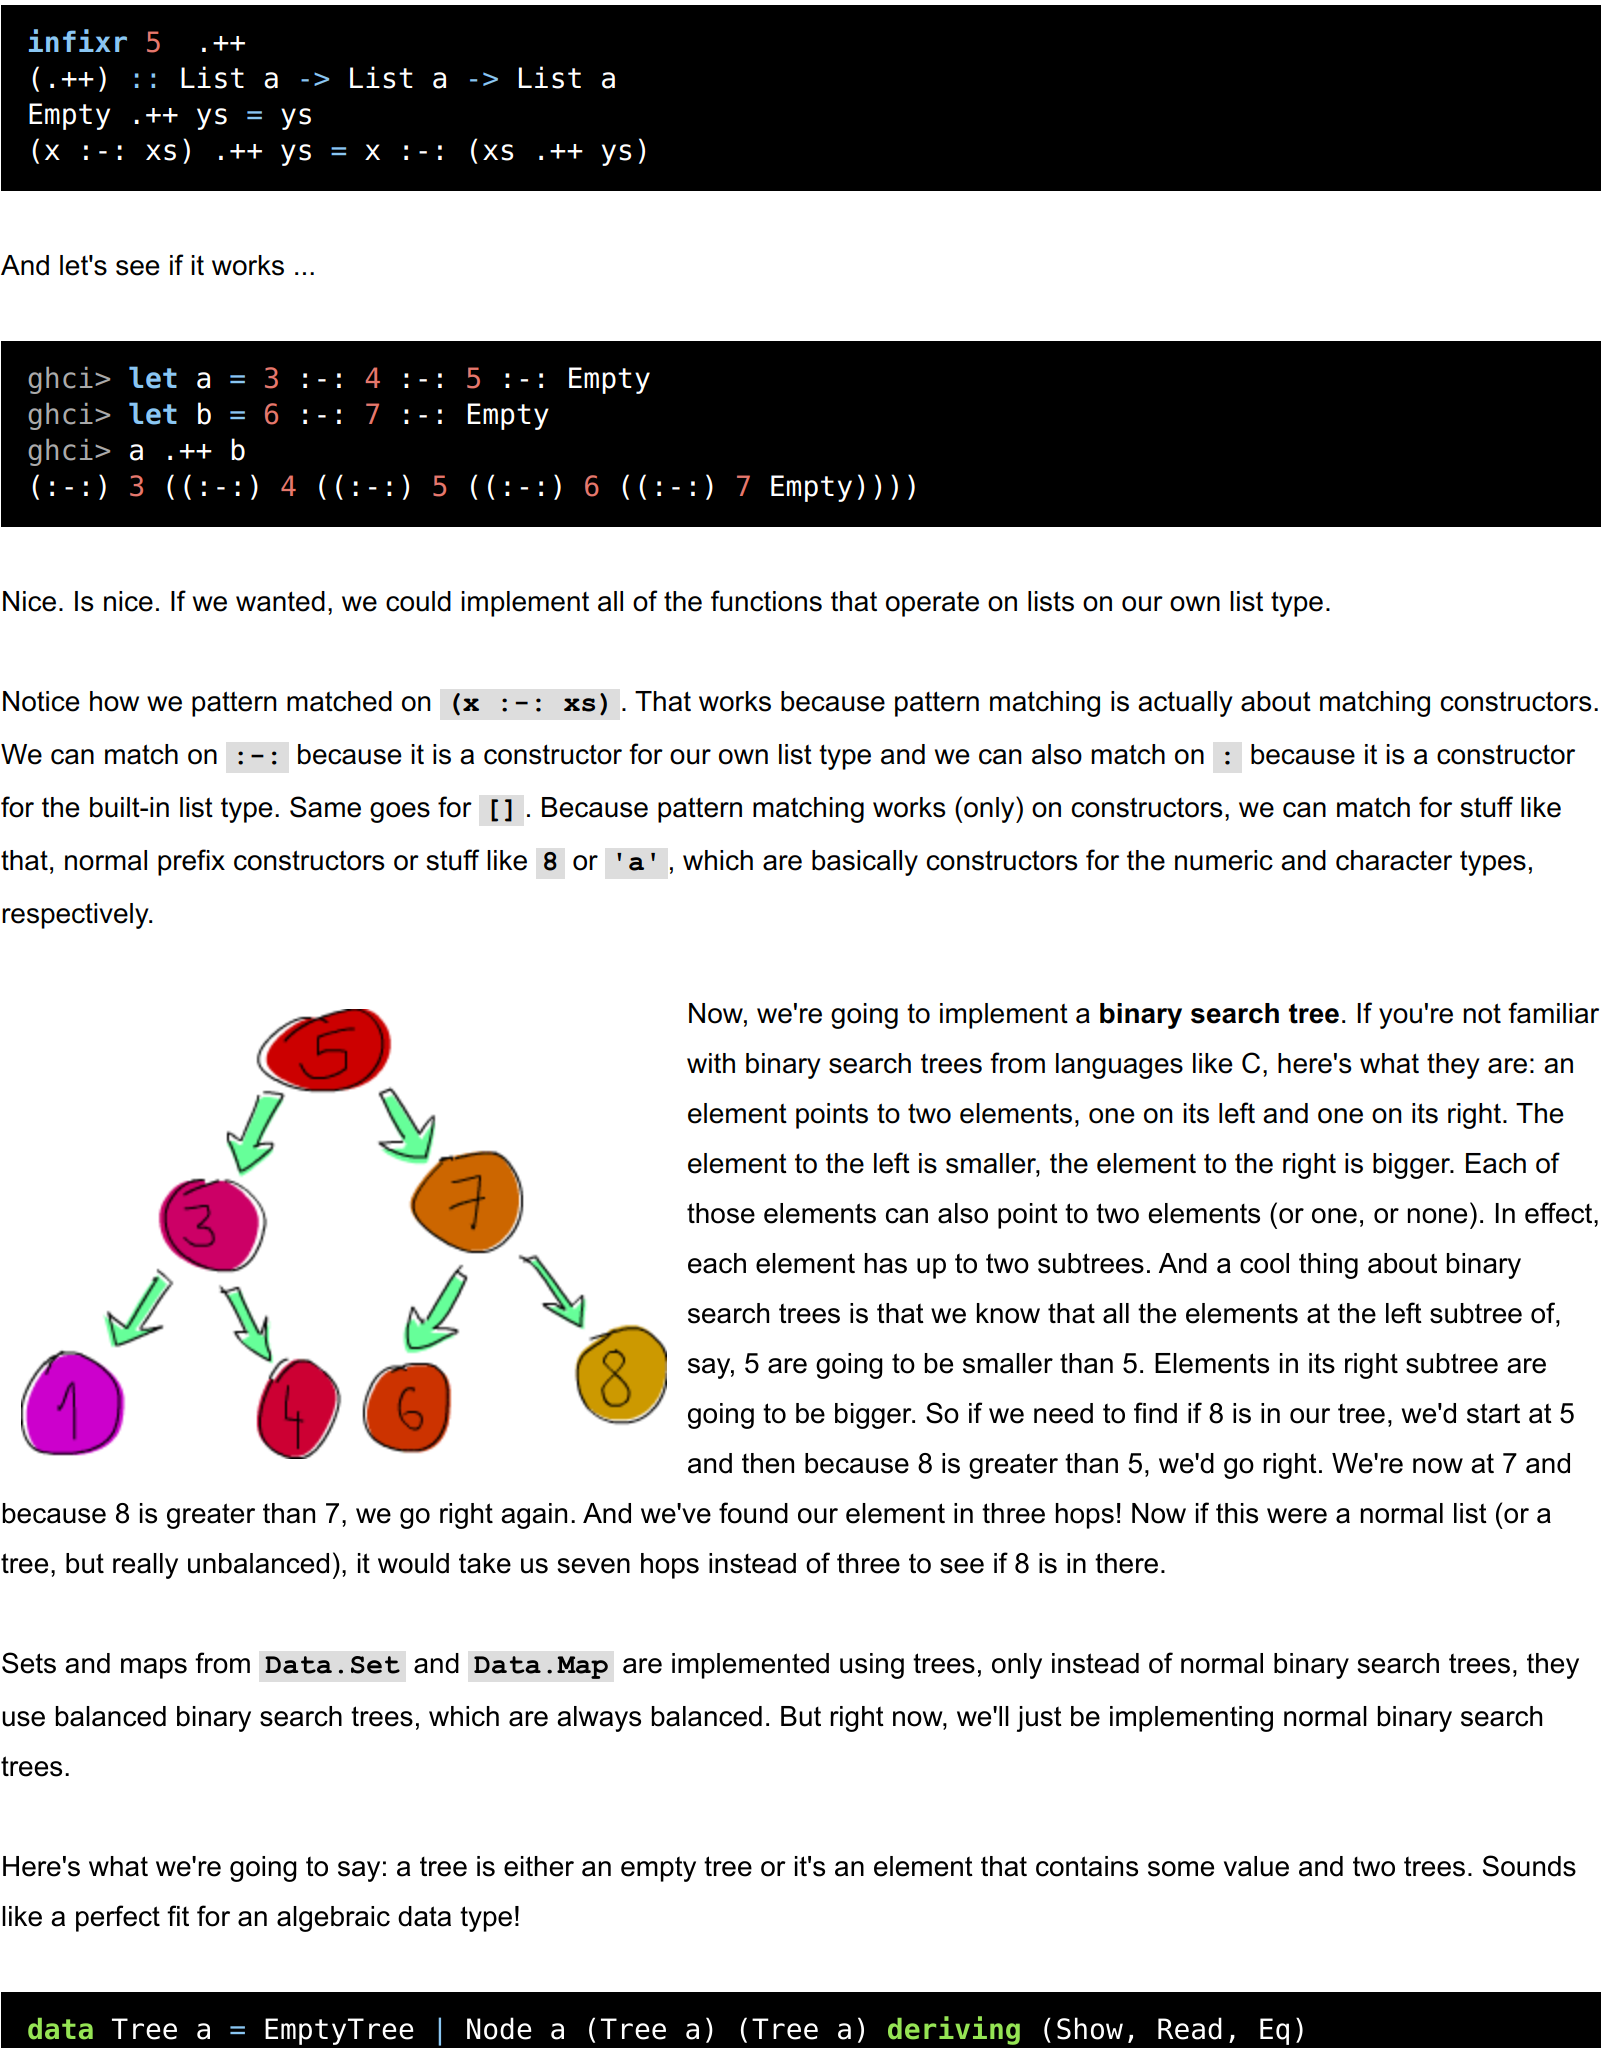 infixr 5  .++
(.++) :: List a -> List a -> List a
Empty .++ ys = ys
(x :-: xs) .++ ys = x :-: (xs .++ ys)
And let's see if it works ...
ghci> let a = 3 :-: 4 :-: 5 :-: Empty
ghci> let b = 6 :-: 7 :-: Empty
ghci> a .++ b
(:-:) 3 ((:-:) 4 ((:-:) 5 ((:-:) 6 ((:-:) 7 Empty))))
Nice. Is nice. If we wanted, we could implement all of the functions that operate on lists on our own list type.
Notice how we pattern matched on (x :-: xs). That works because pattern matching is actually about matching constructors.
We can match on :-: because it is a constructor for our own list type and we can also match on : because it is a constructor
for the built-in list type. Same goes for []. Because pattern matching works (only) on constructors, we can match for stuff like
that, normal prefix constructors or stuff like 8 or 'a', which are basically constructors for the numeric and character types,
respectively.
5
3
7
1
4
6
8
Now, we're going to implement a binary search tree. If you're not familiar
with binary search trees from languages like C, here's what they are: an
element points to two elements, one on its left and one on its right. The
element to the left is smaller, the element to the right is bigger. Each of
those elements can also point to two elements (or one, or none). In effect,
each element has up to two subtrees. And a cool thing about binary
search trees is that we know that all the elements at the left subtree of,
say, 5 are going to be smaller than 5. Elements in its right subtree are
going to be bigger. So if we need to find if 8 is in our tree, we'd start at 5
and then because 8 is greater than 5, we'd go right. We're now at 7 and
because 8 is greater than 7, we go right again. And we've found our element in three hops! Now if this were a normal list (or a
tree, but really unbalanced), it would take us seven hops instead of three to see if 8 is in there.
Sets and maps from Data.Set and Data.Map are implemented using trees, only instead of normal binary search trees, they
use balanced binary search trees, which are always balanced. But right now, we'll just be implementing normal binary search
trees.
Here's what we're going to say: a tree is either an empty tree or it's an element that contains some value and two trees. Sounds
like a perfect fit for an algebraic data type!
data Tree a = EmptyTree | Node a (Tree a) (Tree a) deriving (Show, Read, Eq)